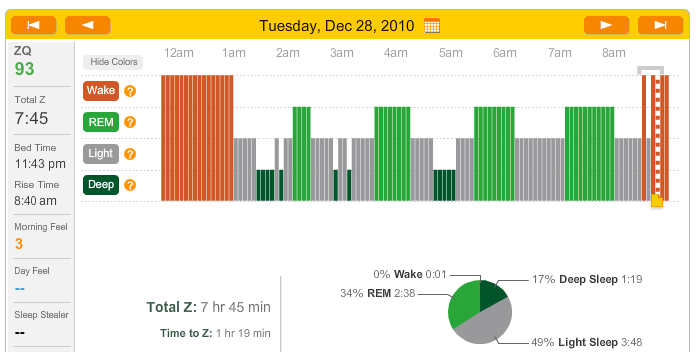 Tuesday, Dec 28, 2010
ZQ
93
Total Z
7:45
Bed Time
11:43 pm
Rise Time
8:40 am
Morning Feel
3
Day Feel
--
Sleep Stealer
--
12am 1am 2am 3am 4am 5am 6am 7am 8am
Hide Colors
Wake ?
REM ?
Light ?
Deep ?
Total Z: 7 hr 45 min
Time to Z: 1 hr 19 min
0% Wake 0:01
17% Deep Sleep 1:19
34% REM 2:38
49% Light Sleep 3:48